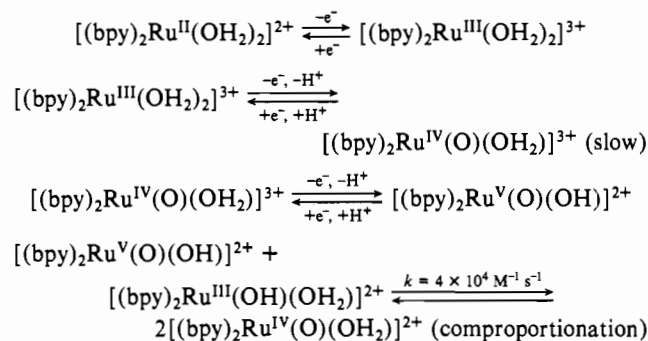 [(bpy)₂Ruᴵᴵ(OH₂)₂]²⁺ ⇌ [(bpy)₂Ruᴵᴵᴵ(OH₂)₂]³⁺ −e⁻ +e⁻
[(bpy)₂Ruᴵᴵᴵ(OH₂)₂]³⁺ ⇌ −e⁻, −H⁺ +e⁻, +H⁺
[(bpy)₂Ruᴵⱽ(O)(OH₂)]³⁺ (slow)
[(bpy)₂Ruᴵⱽ(O)(OH₂)]³⁺ ⇌ [(bpy)₂Ruⱽ(O)(OH)]²⁺ −e⁻, −H⁺ +e⁻, +H⁺
[(bpy)₂Ruⱽ(O)(OH)]²⁺ +
[(bpy)₂Ruᴵᴵᴵ(OH)(OH₂)]²⁺ ⇌ k = 4 × 10⁴ M⁻¹ s⁻¹
2[(bpy)₂Ruᴵⱽ(O)(OH₂)]²⁺ (comproportionation)